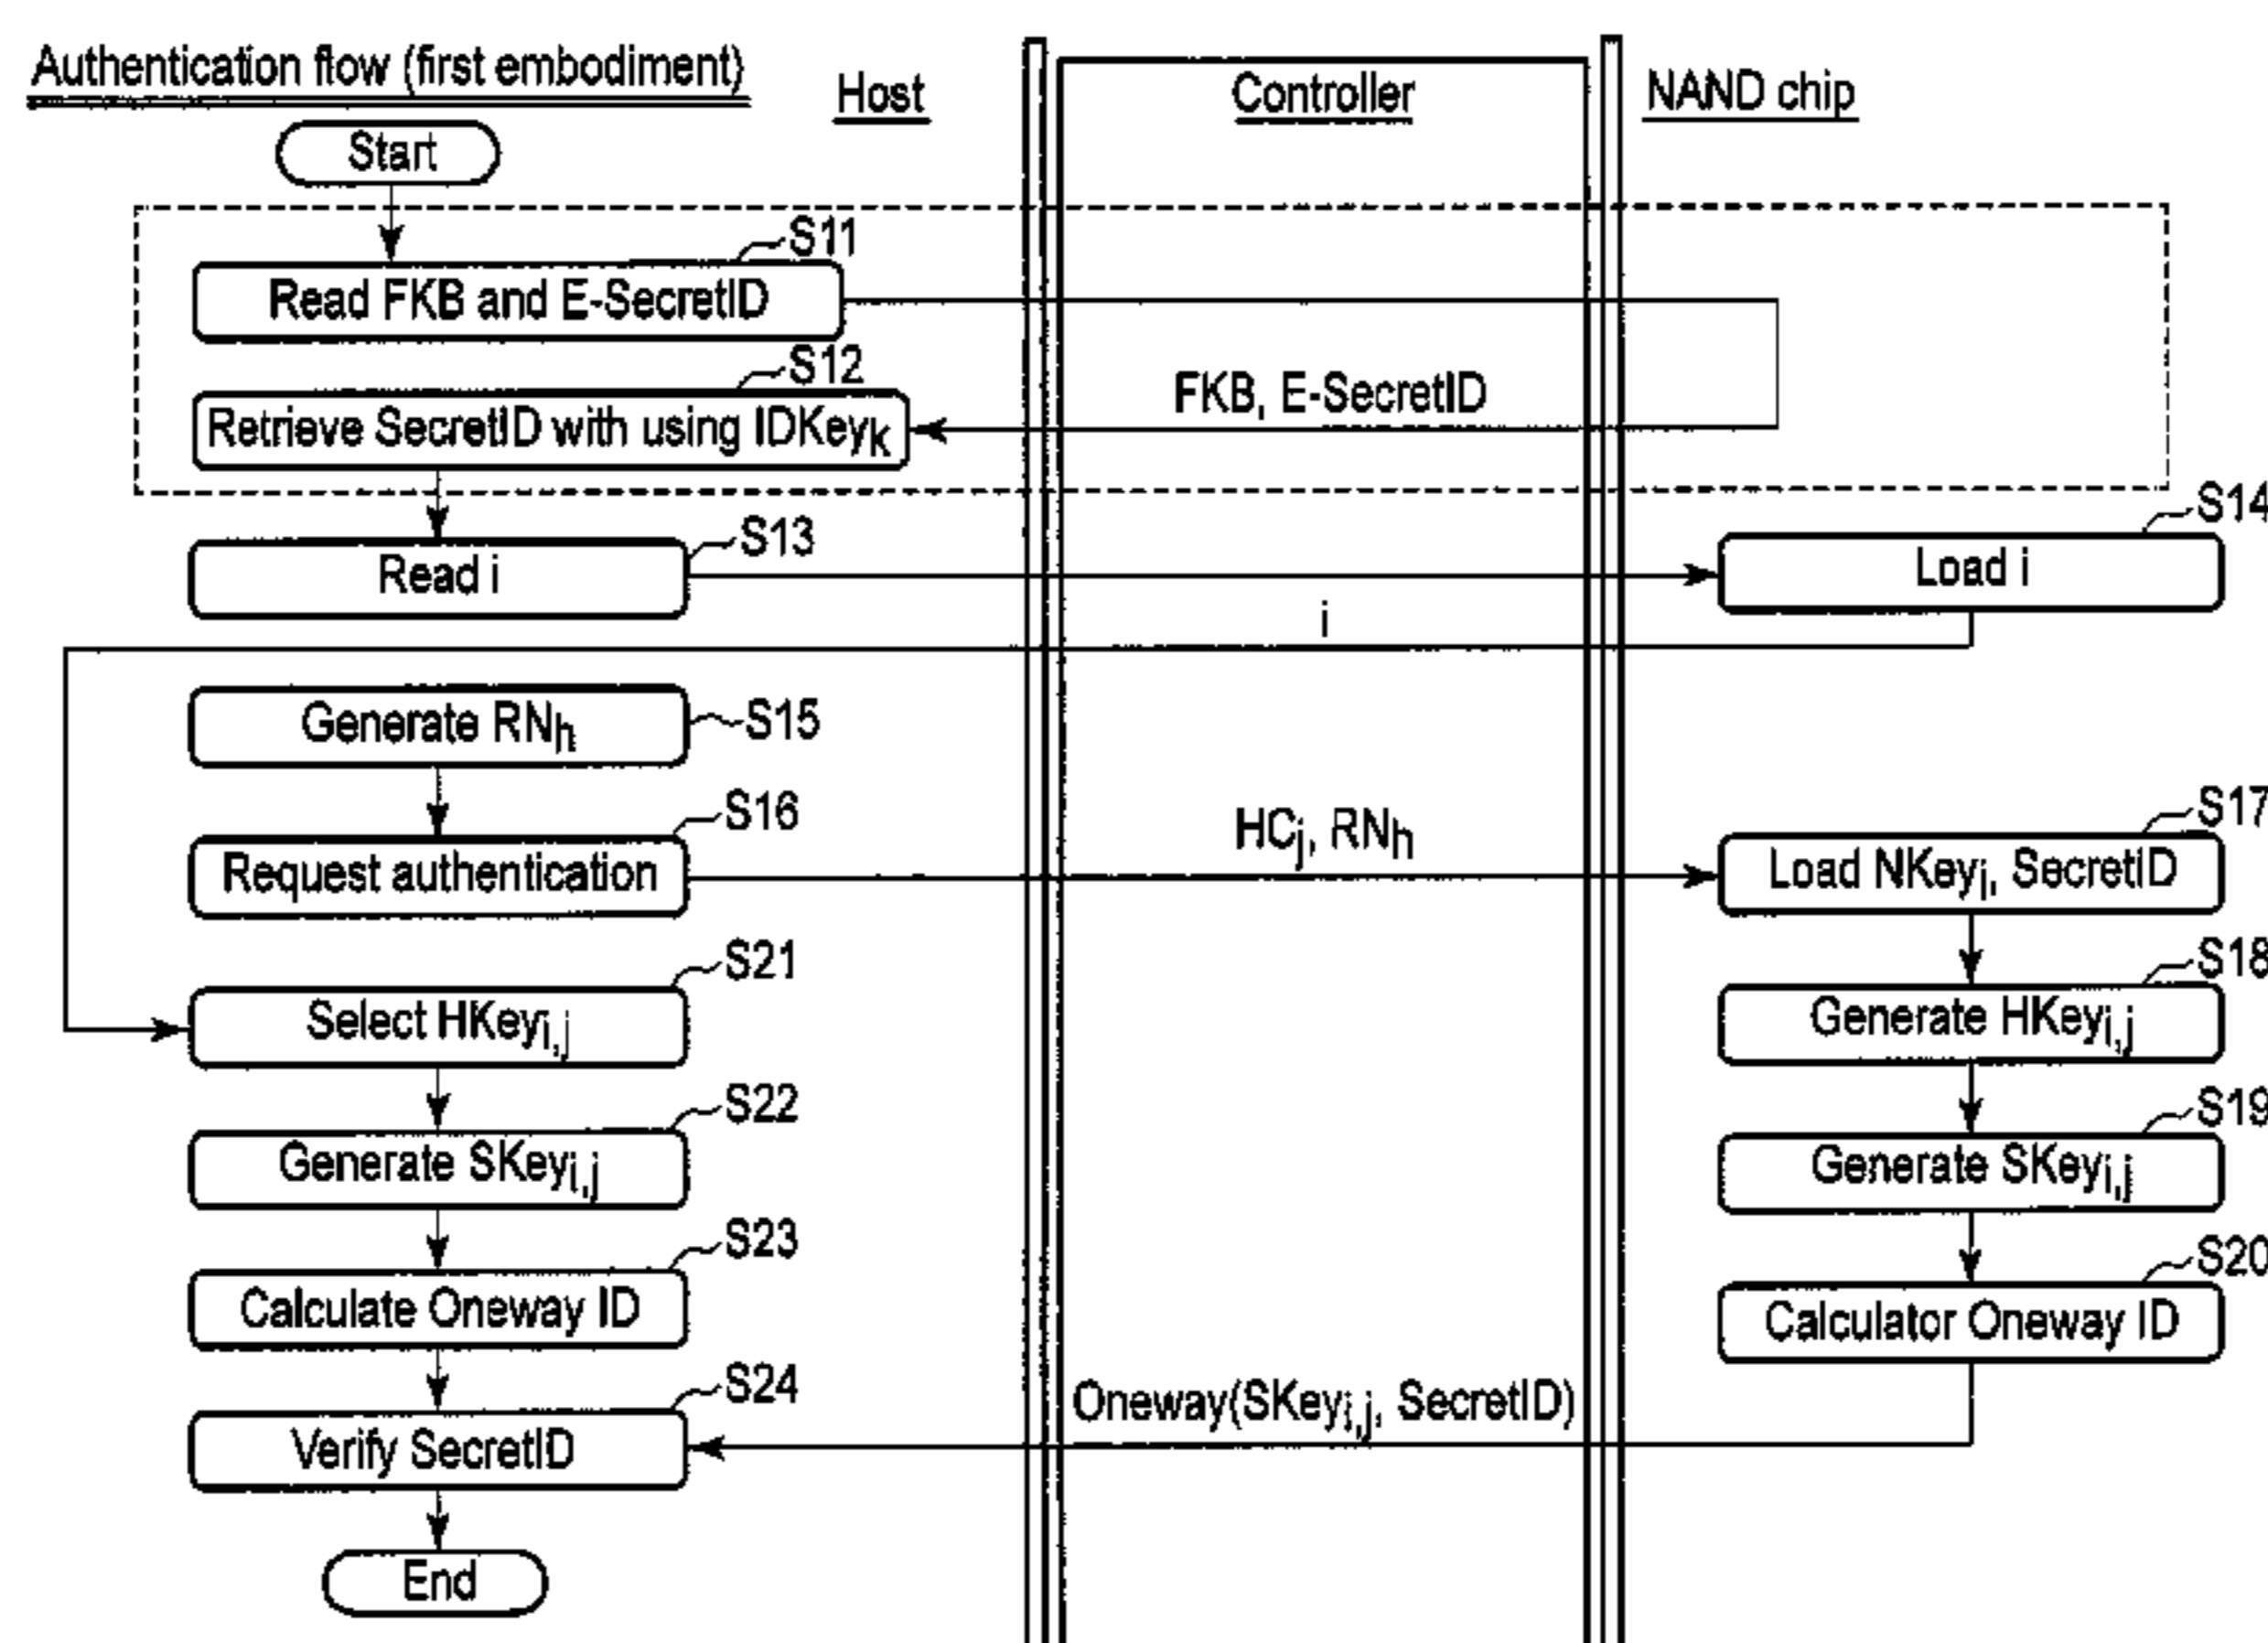 Authentication flow (first embodiment)
Host
Controller
NAND chip
Start
S11
Read FKB and E-SecretID
S12
Retrieve SecretID with using IDKeyk
FKB, E-SecretID
S13
Read i
S14
Load i
i
Generate RNh
S15
S16
Request authentication
HCj, RNh
S17
Load NKeyi, SecretID
S21
Select HKeyi,j
S18
Generate HKeyi,j
S22
Generate SKeyi,j
S19
Generate SKeyi,j
S23
Calculate Oneway ID
S20
Calculator Oneway ID
S24
Verify SecretID
Oneway(SKeyi,j, SecretID)
End